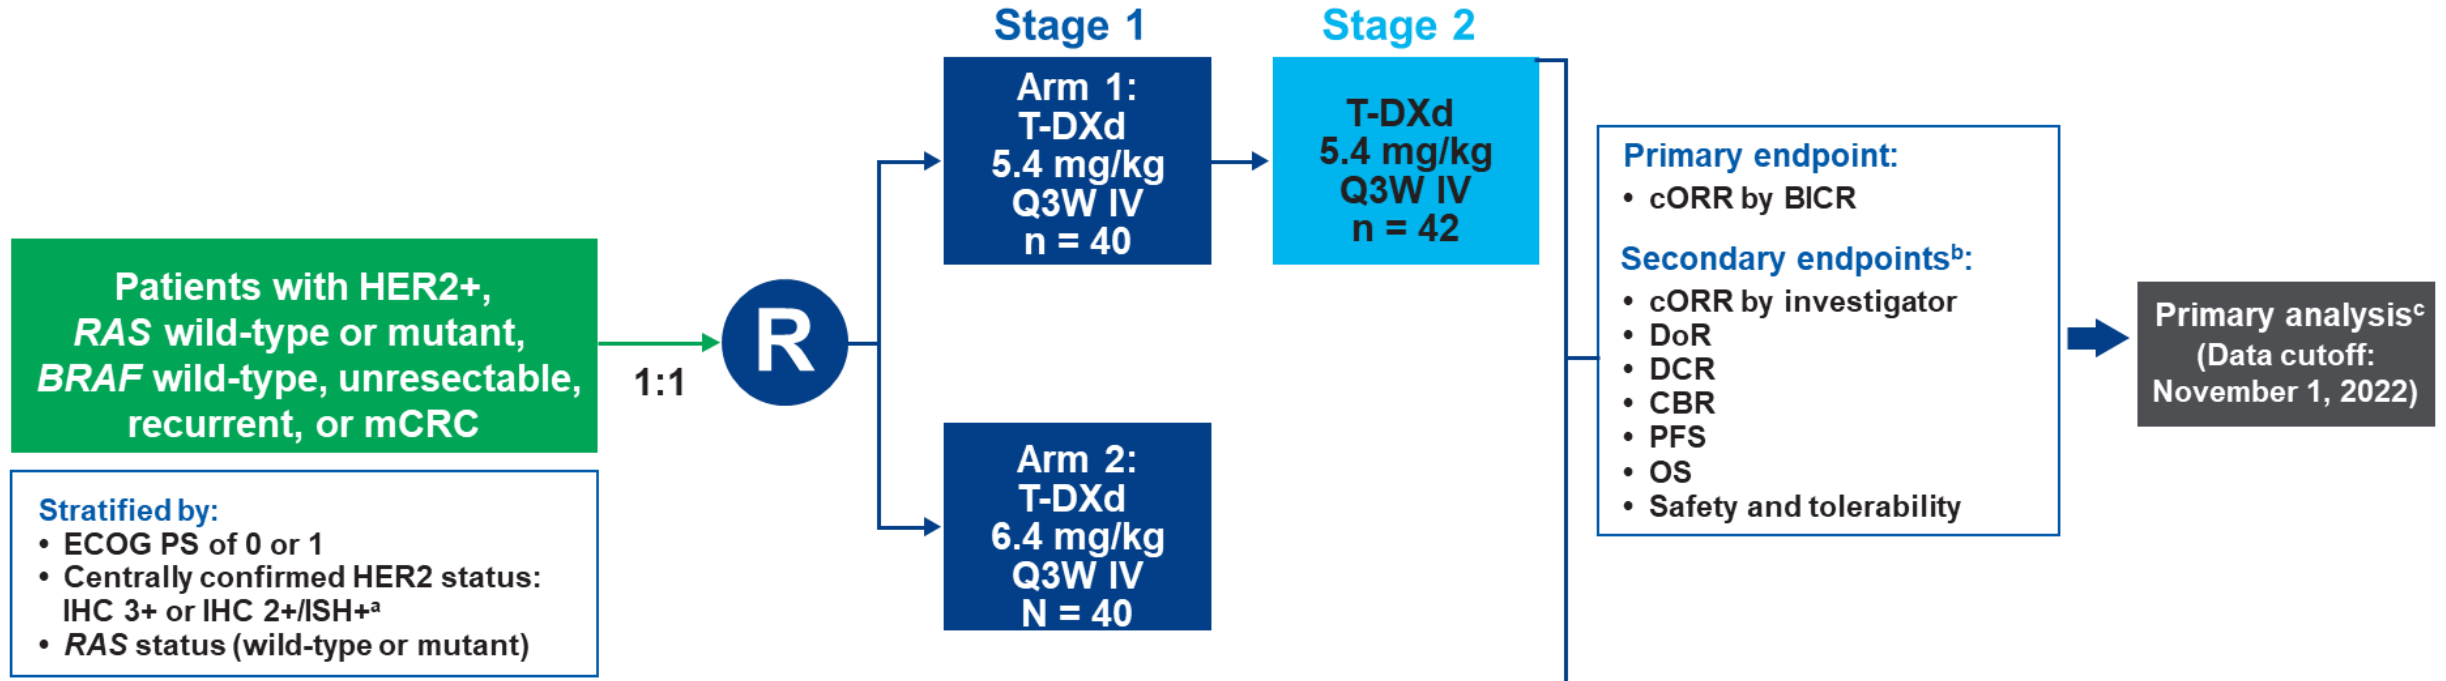 Stage 1
Stage 2
Patients with HER2+,
RAS wild-type or mutant,
BRAF wild-type, unresectable,
recurrent, or mCRC
Stratified by:
• ECOG PS of 0 or 1
• Centrally confirmed HER2 status:
IHC 3+ or IHC 2+/ISH+ᵃ
• RAS status (wild-type or mutant)
1:1
R
Arm 1:
T-DXd
5.4 mg/kg
Q3W IV
n = 40
Arm 2:
T-DXd
6.4 mg/kg
Q3W IV
N = 40
T-DXd
5.4 mg/kg
Q3W IV
n = 42
Primary endpoint:
• cORR by BICR
Secondary endpointsᵇ:
• cORR by investigator
• DoR
• DCR
• CBR
• PFS
• OS
• Safety and tolerability
Primary analysisᶜ
(Data cutoff:
November 1, 2022)